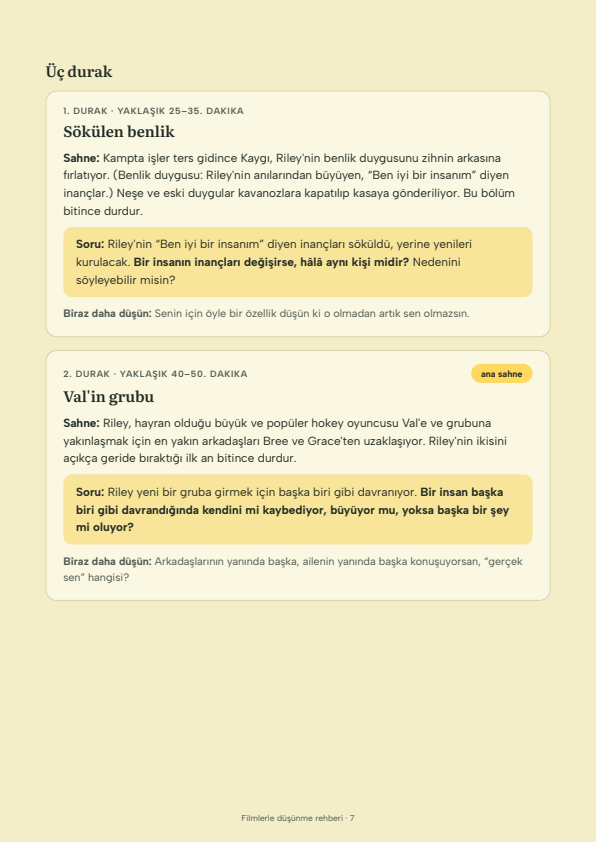 Üç durak
1. DURAK · YAKLAŞIK 25–35. DAKIKA
Sökülen benlik
Sahne: Kampta işler ters gidince Kaygı, Riley'nin benlik duygusunu zihnin arkasına
fırlatıyor. (Benlik duygusu: Riley'nin anılarından büyüyen, “Ben iyi bir insanım” diyen
inançlar.) Neşe ve eski duygular kavanozlara kapatılıp kasaya gönderiliyor. Bu bölüm
bitince durdur.
Soru: Riley'nin “Ben iyi bir insanım” diyen inançları söküldü, yerine yenileri
kurulacak. Bir insanın inançları değişirse, hâlâ aynı kişi midir? Nedenini
söyleyebilir misin?
Biraz daha düşün: Senin için öyle bir özellik düşün ki o olmadan artık sen olmazsın.
2. DURAK · YAKLAŞIK 40–50. DAKIKA
ana sahne
Val'in grubu
Sahne: Riley, hayran olduğu büyük ve popüler hokey oyuncusu Val'e ve grubuna
yakınlaşmak için en yakın arkadaşları Bree ve Grace'ten uzaklaşıyor. Riley'nin ikisini
açıkça geride bıraktığı ilk an bitince durdur.
Soru: Riley yeni bir gruba girmek için başka biri gibi davranıyor. Bir insan başka
biri gibi davrandığında kendini mi kaybediyor, büyüyor mu, yoksa başka bir şey
mi oluyor?
Biraz daha düşün: Arkadaşlarının yanında başka, ailenin yanında başka konuşuyorsan, “gerçek
sen” hangisi?
Filmlerle düşünme rehberi · 7